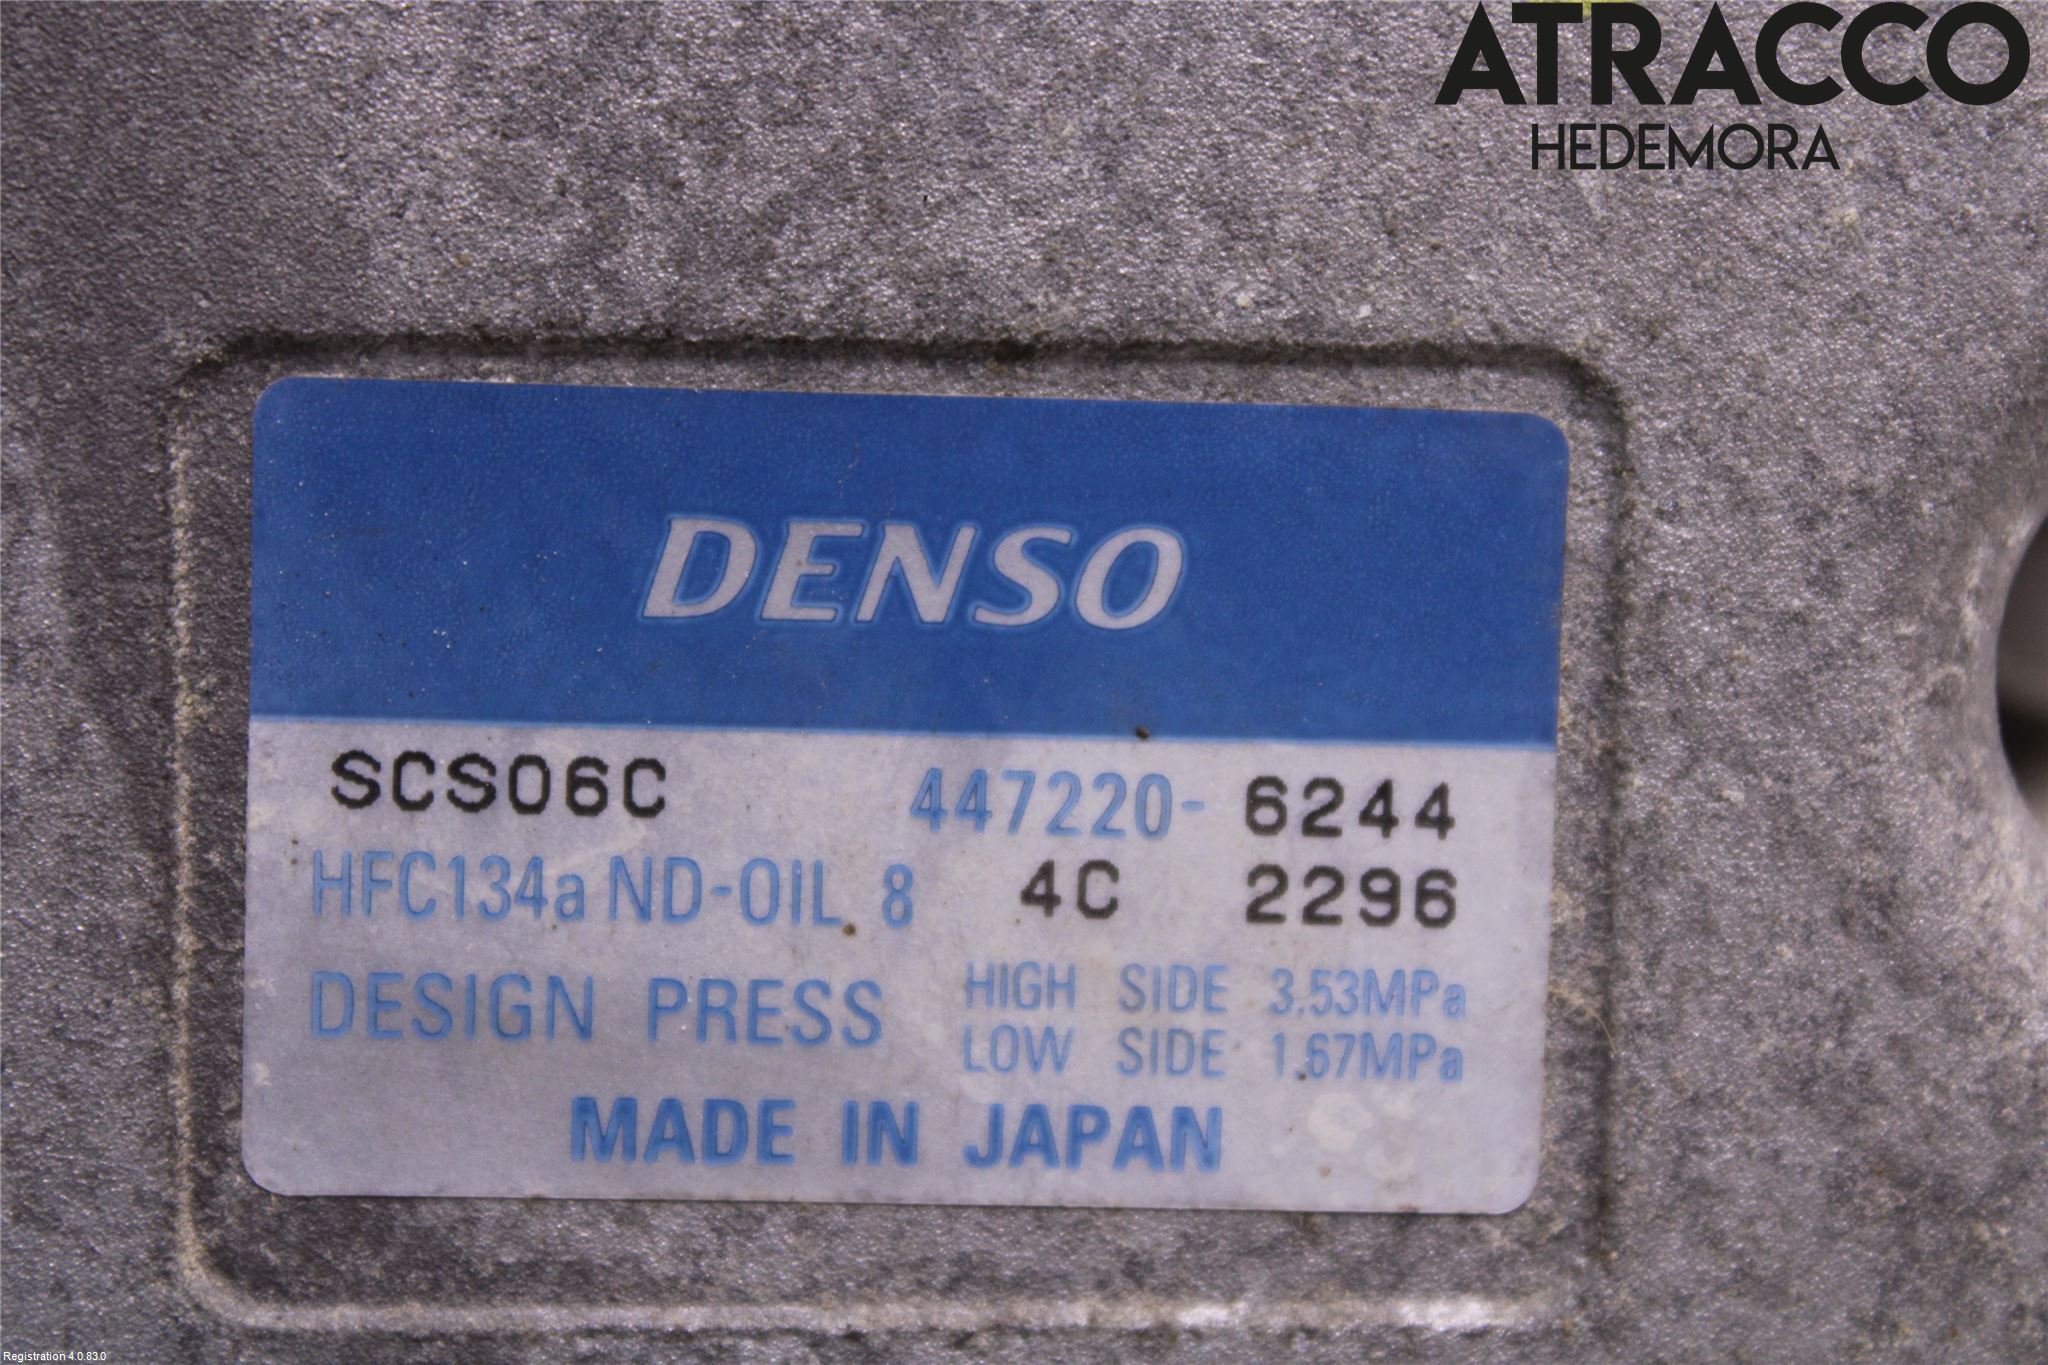 ATRACCO
HEDEMORA
DENSO
SCS06C 447220- 6244
HFC134a ND-OIL 8 4C 2296
DESIGN PRESS HIGH SIDE 3.53MPa
LOW SIDE 1.67MPa
MADE IN JAPAN
Registration 4.0.83.0